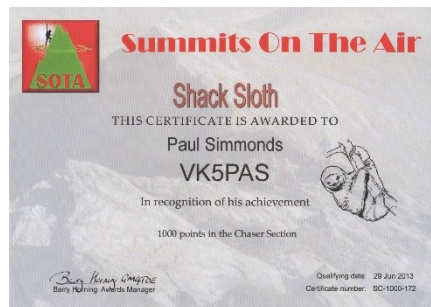 Summits On The Air
SOTA
Shack Sloth
THIS CERTIFICATE IS AWARDED TO
Paul Simmonds
VK5PAS
In recognition of his achievement
1000 points in the Chaser Section
Barry Horning Awards Manager
Qualifying date: 29 Jun 2013
Certificate number: SC-1000-172